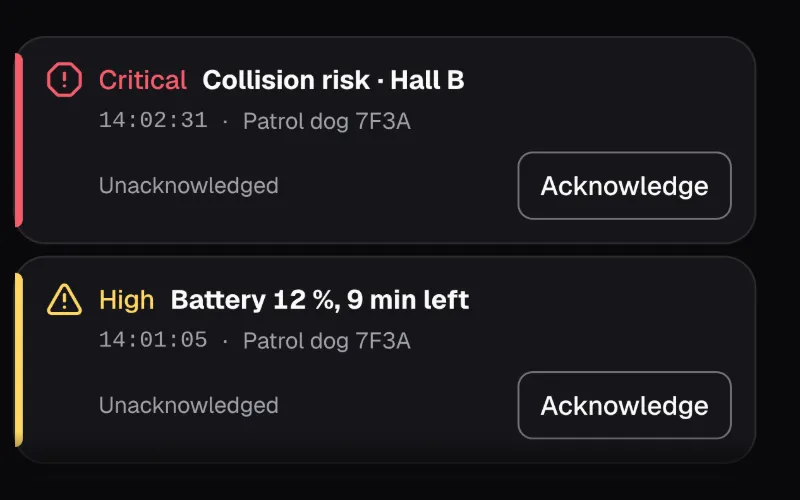 Critical Collision risk · Hall B
14:02:31 · Patrol dog 7F3A
Unacknowledged
Acknowledge
High Battery 12 %, 9 min left
14:01:05 · Patrol dog 7F3A
Unacknowledged
Acknowledge